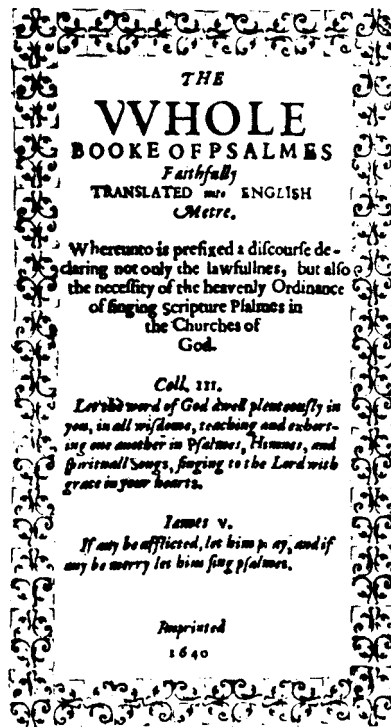 THE
VVHOLE
BOOKE OF PSALMES
Faithfully
TRANSLATED into ENGLISH
Metre.
Whereunto is prefixed a discourse de-
claring not only the lawfullnes, but also
the necessity of the heavenly Ordinance
of singing Scripture Psalmes in
the Churches of
God.
Coll. III.
Let the word of God dwell plenteously in
you, in all wisdome, teaching and exhort-
ing one another in Psalmes, Himnes, and
spirituall Songs, singing to the Lord with
grace in your hearts.
Iames v.
If any be afflicted, let him pray, and if
any be merry let him sing psalmes.
Imprinted
1640